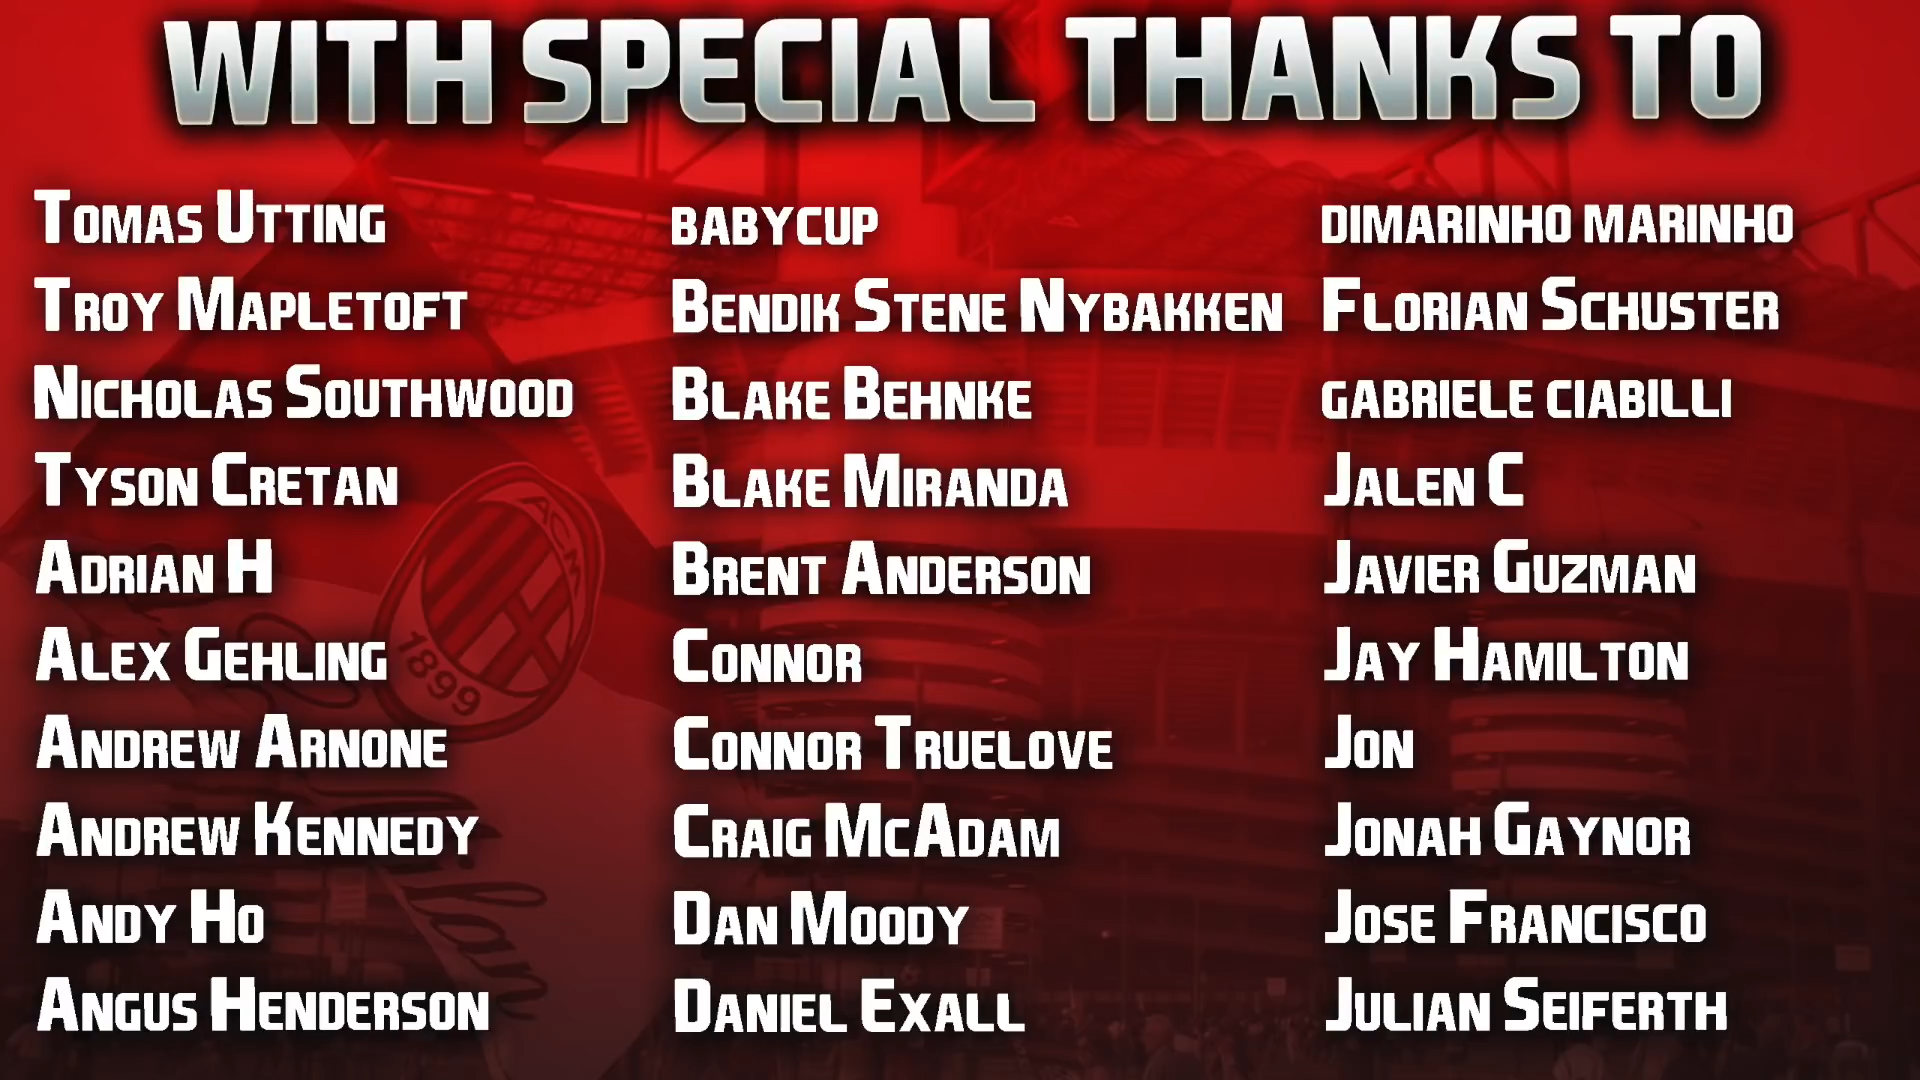 WITH SPECIAL THANKS TO
Tomas Utting
Troy Mapletoft
Nicholas Southwood
Tyson Cretan
Adrian H
Alex Gehling
Andrew Arnone
Andrew Kennedy
Andy Ho
Angus Henderson
babycup
Bendik Stene Nybakken
Blake Behnke
Blake Miranda
Brent Anderson
Connor
Connor Truelove
Craig McAdam
Dan Moody
Daniel Exall
dimarinho marinho
Florian Schuster
gabriele ciabilli
Jalen C
Javier Guzman
Jay Hamilton
Jon
Jonah Gaynor
Jose Francisco
Julian Seiferth
ACM
1899